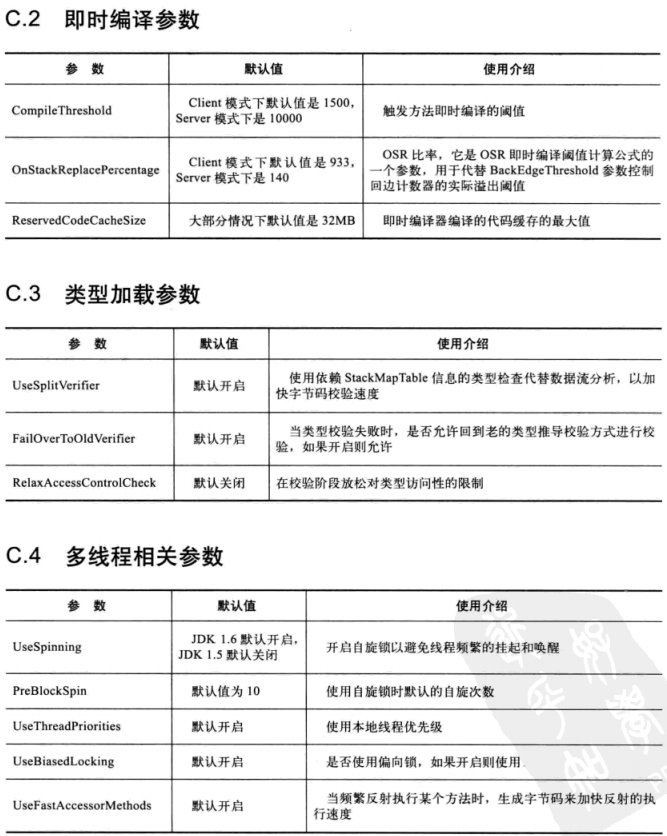 C.2 即时编译参数
参 数 默认值 使用介绍
CompileThreshold Client 模式下默认值是 1500, 触发方法即时编译的阈值
Server 模式下是 10000
OnStackReplacePercentage Client 模式下默认值是 933, OSR 比率，它是 OSR 即时编译阈值计算公式的
Server 模式下是 140 一个参数，用于代替 BackEdgeThreshold 参数控制
回边计数器的实际溢出阈值
ReservedCodeCacheSize 大部分情况下默认值是 32MB 即时编译器编译的代码缓存的最大值
C.3 类型加载参数
参 数 默认值 使用介绍
UseSplitVerifier 默认开启 使用依赖 StackMapTable 信息的类型检查代替数据流分析，以加
快字节码校验速度
FailOverToOldVerifier 默认开启 当类型校验失败时，是否允许回到老的类型推导校验方式进行校
验，如果开启则允许
RelaxAccessControlCheck 默认关闭 在校验阶段放松对类型访问性的限制
C.4 多线程相关参数
参 数 默认值 使用介绍
UseSpinning JDK 1.6 默认开启, 开启自旋锁以避免线程频繁的挂起和唤醒
JDK 1.5 默认关闭
PreBlockSpin 默认值为 10 使用自旋锁时默认的自旋次数
UseThreadPriorities 默认开启 使用本地线程优先级
UseBiasedLocking 默认开启 是否使用偏向锁，如果开启则使用
UseFastAccessorMethods 默认开启 当频繁反射执行某个方法时，生成字节码来加快反射的执
行速度